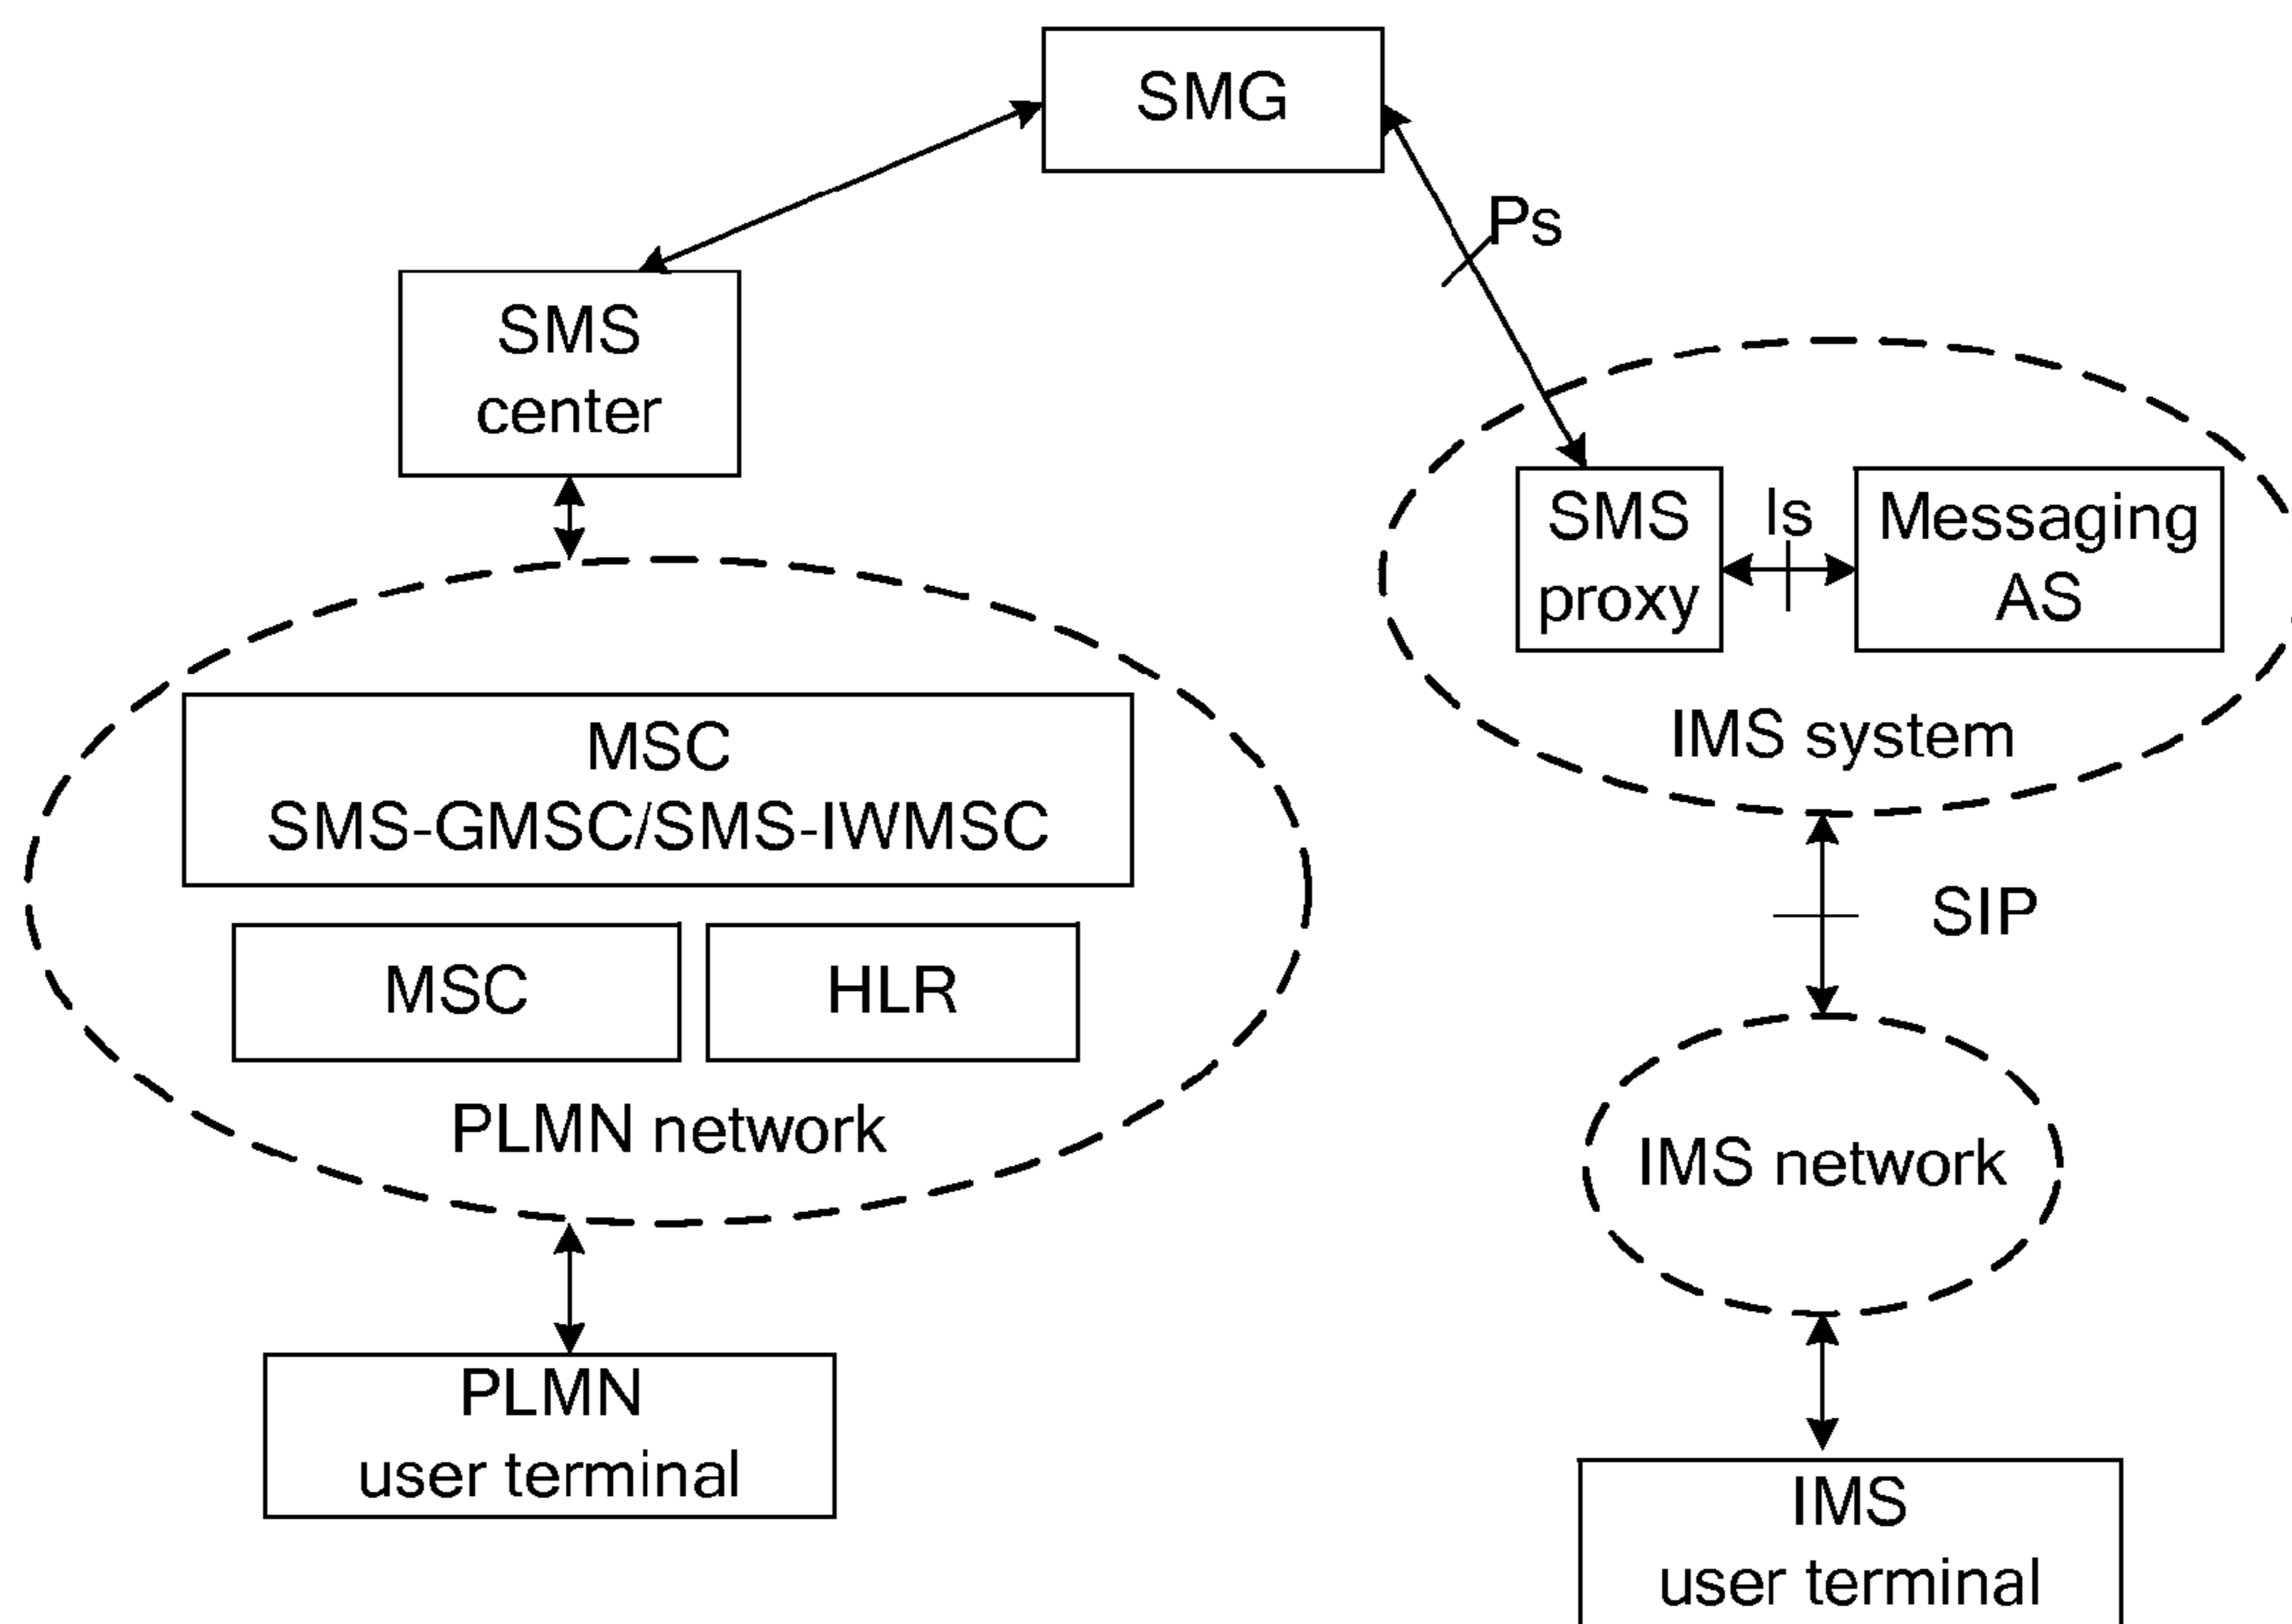 SMG
Ps
SMS
center
SMS
proxy
Is
Messaging
AS
IMS system
MSC
SMS-GMSC/SMS-IWMSC
MSC
HLR
PLMN network
SIP
IMS network
PLMN
user terminal
IMS
user terminal